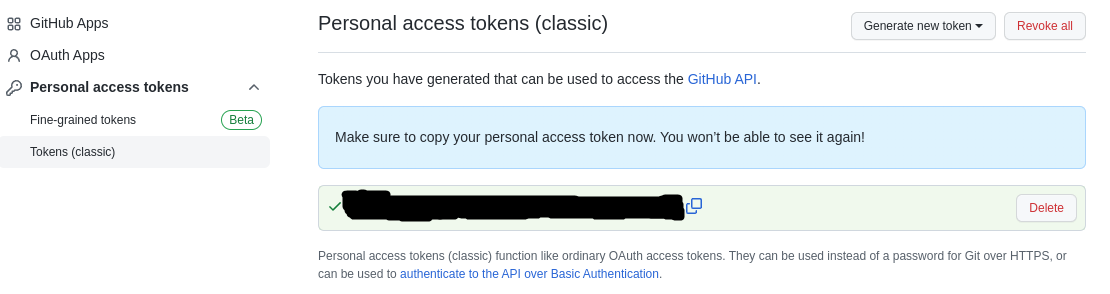 GitHub Apps
OAuth Apps
Personal access tokens
Fine-grained tokens Beta
Tokens (classic)
Personal access tokens (classic)
Generate new token
Revoke all
Tokens you have generated that can be used to access the GitHub API.
Make sure to copy your personal access token now. You won’t be able to see it again!
Delete
Personal access tokens (classic) function like ordinary OAuth access tokens. They can be used instead of a password for Git over HTTPS, or
can be used to authenticate to the API over Basic Authentication.